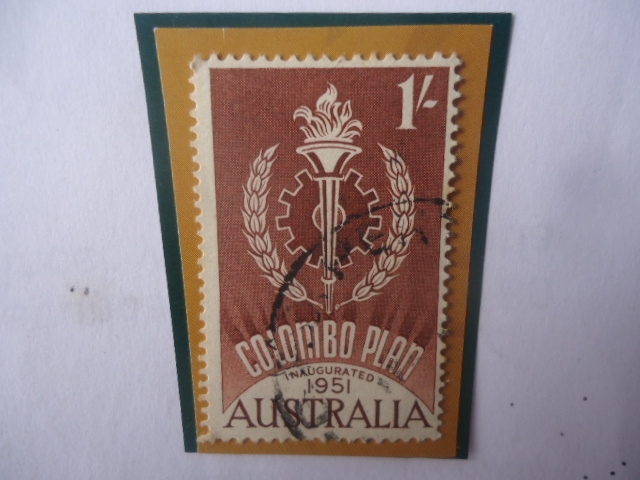 1/-
COLOMBO PLAN
INAUGURATED
1951
AUSTRALIA